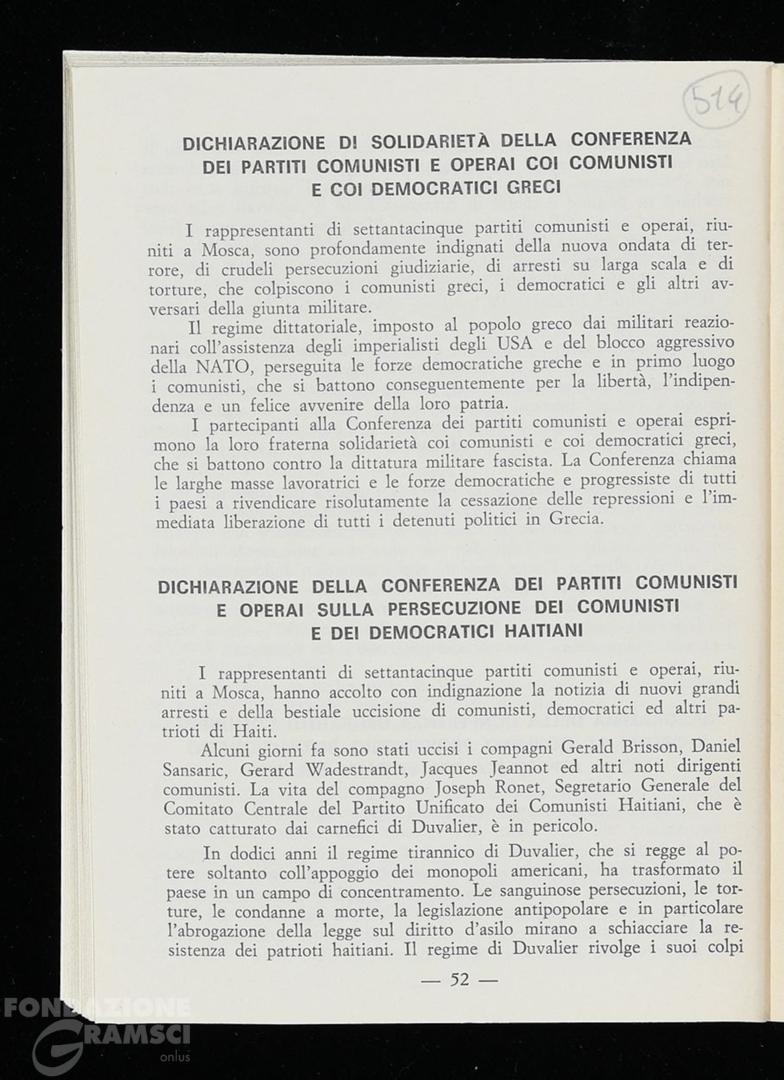 514
DICHIARAZIONE DI SOLIDARIETÀ DELLA CONFERENZA
DEI PARTITI COMUNISTI E OPERAI COI COMUNISTI
E COI DEMOCRATICI GRECI
I rappresentanti di settantacinque partiti comunisti e operai, riu-
niti a Mosca, sono profondamente indignati della nuova ondata di ter-
rore, di crudeli persecuzioni giudiziarie, di arresti su larga scala e di
torture, che colpiscono i comunisti greci, i democratici e gli altri av-
versari della giunta militare.
Il regime dittatoriale, imposto al popolo greco dai militari reazio-
nari coll'assistenza degli imperialisti degli USA e del blocco aggressivo
della NATO, perseguita le forze democratiche greche e in primo luogo
i comunisti, che si battono conseguentemente per la libertà, l'indipen-
denza e un felice avvenire della loro patria.
I partecipanti alla Conferenza dei partiti comunisti e operai espri-
mono la loro fraterna solidarietà coi comunisti e coi democratici greci,
che si battono contro la dittatura militare fascista. La Conferenza chiama
le larghe masse lavoratrici e le forze democratiche e progressiste di tutti
i paesi a rivendicare risolutamente la cessazione delle repressioni e l'im-
mediata liberazione di tutti i detenuti politici in Grecia.
DICHIARAZIONE DELLA CONFERENZA DEI PARTITI COMUNISTI
E OPERAI SULLA PERSECUZIONE DEI COMUNISTI
E DEI DEMOCRATICI HAITIANI
I rappresentanti di settantacinque partiti comunisti e operai, riu-
niti a Mosca, hanno accolto con indignazione la notizia di nuovi grandi
arresti e della bestiale uccisione di comunisti, democratici ed altri pa-
trioti di Haiti.
Alcuni giorni fa sono stati uccisi i compagni Gerald Brisson, Daniel
Sansaric, Gerard Wadestrandt, Jacques Jeannot ed altri noti dirigenti
comunisti. La vita del compagno Joseph Ronet, Segretario Generale del
Comitato Centrale del Partito Unificato dei Comunisti Haitiani, che è
stato catturato dai carnefici di Duvalier, è in pericolo.
In dodici anni il regime tirannico di Duvalier, che si regge al po-
tere soltanto coll'appoggio dei monopoli americani, ha trasformato il
paese in un campo di concentramento. Le sanguinose persecuzioni, le tor-
ture, le condanne a morte, la legislazione antipopolare e in particolare
l'abrogazione della legge sul diritto d'asilo mirano a schiacciare la re-
sistenza dei patrioti haitiani. Il regime di Duvalier rivolge i suoi colpi
— 52 —
FONDAZIONE
GRAMSCI
onlus